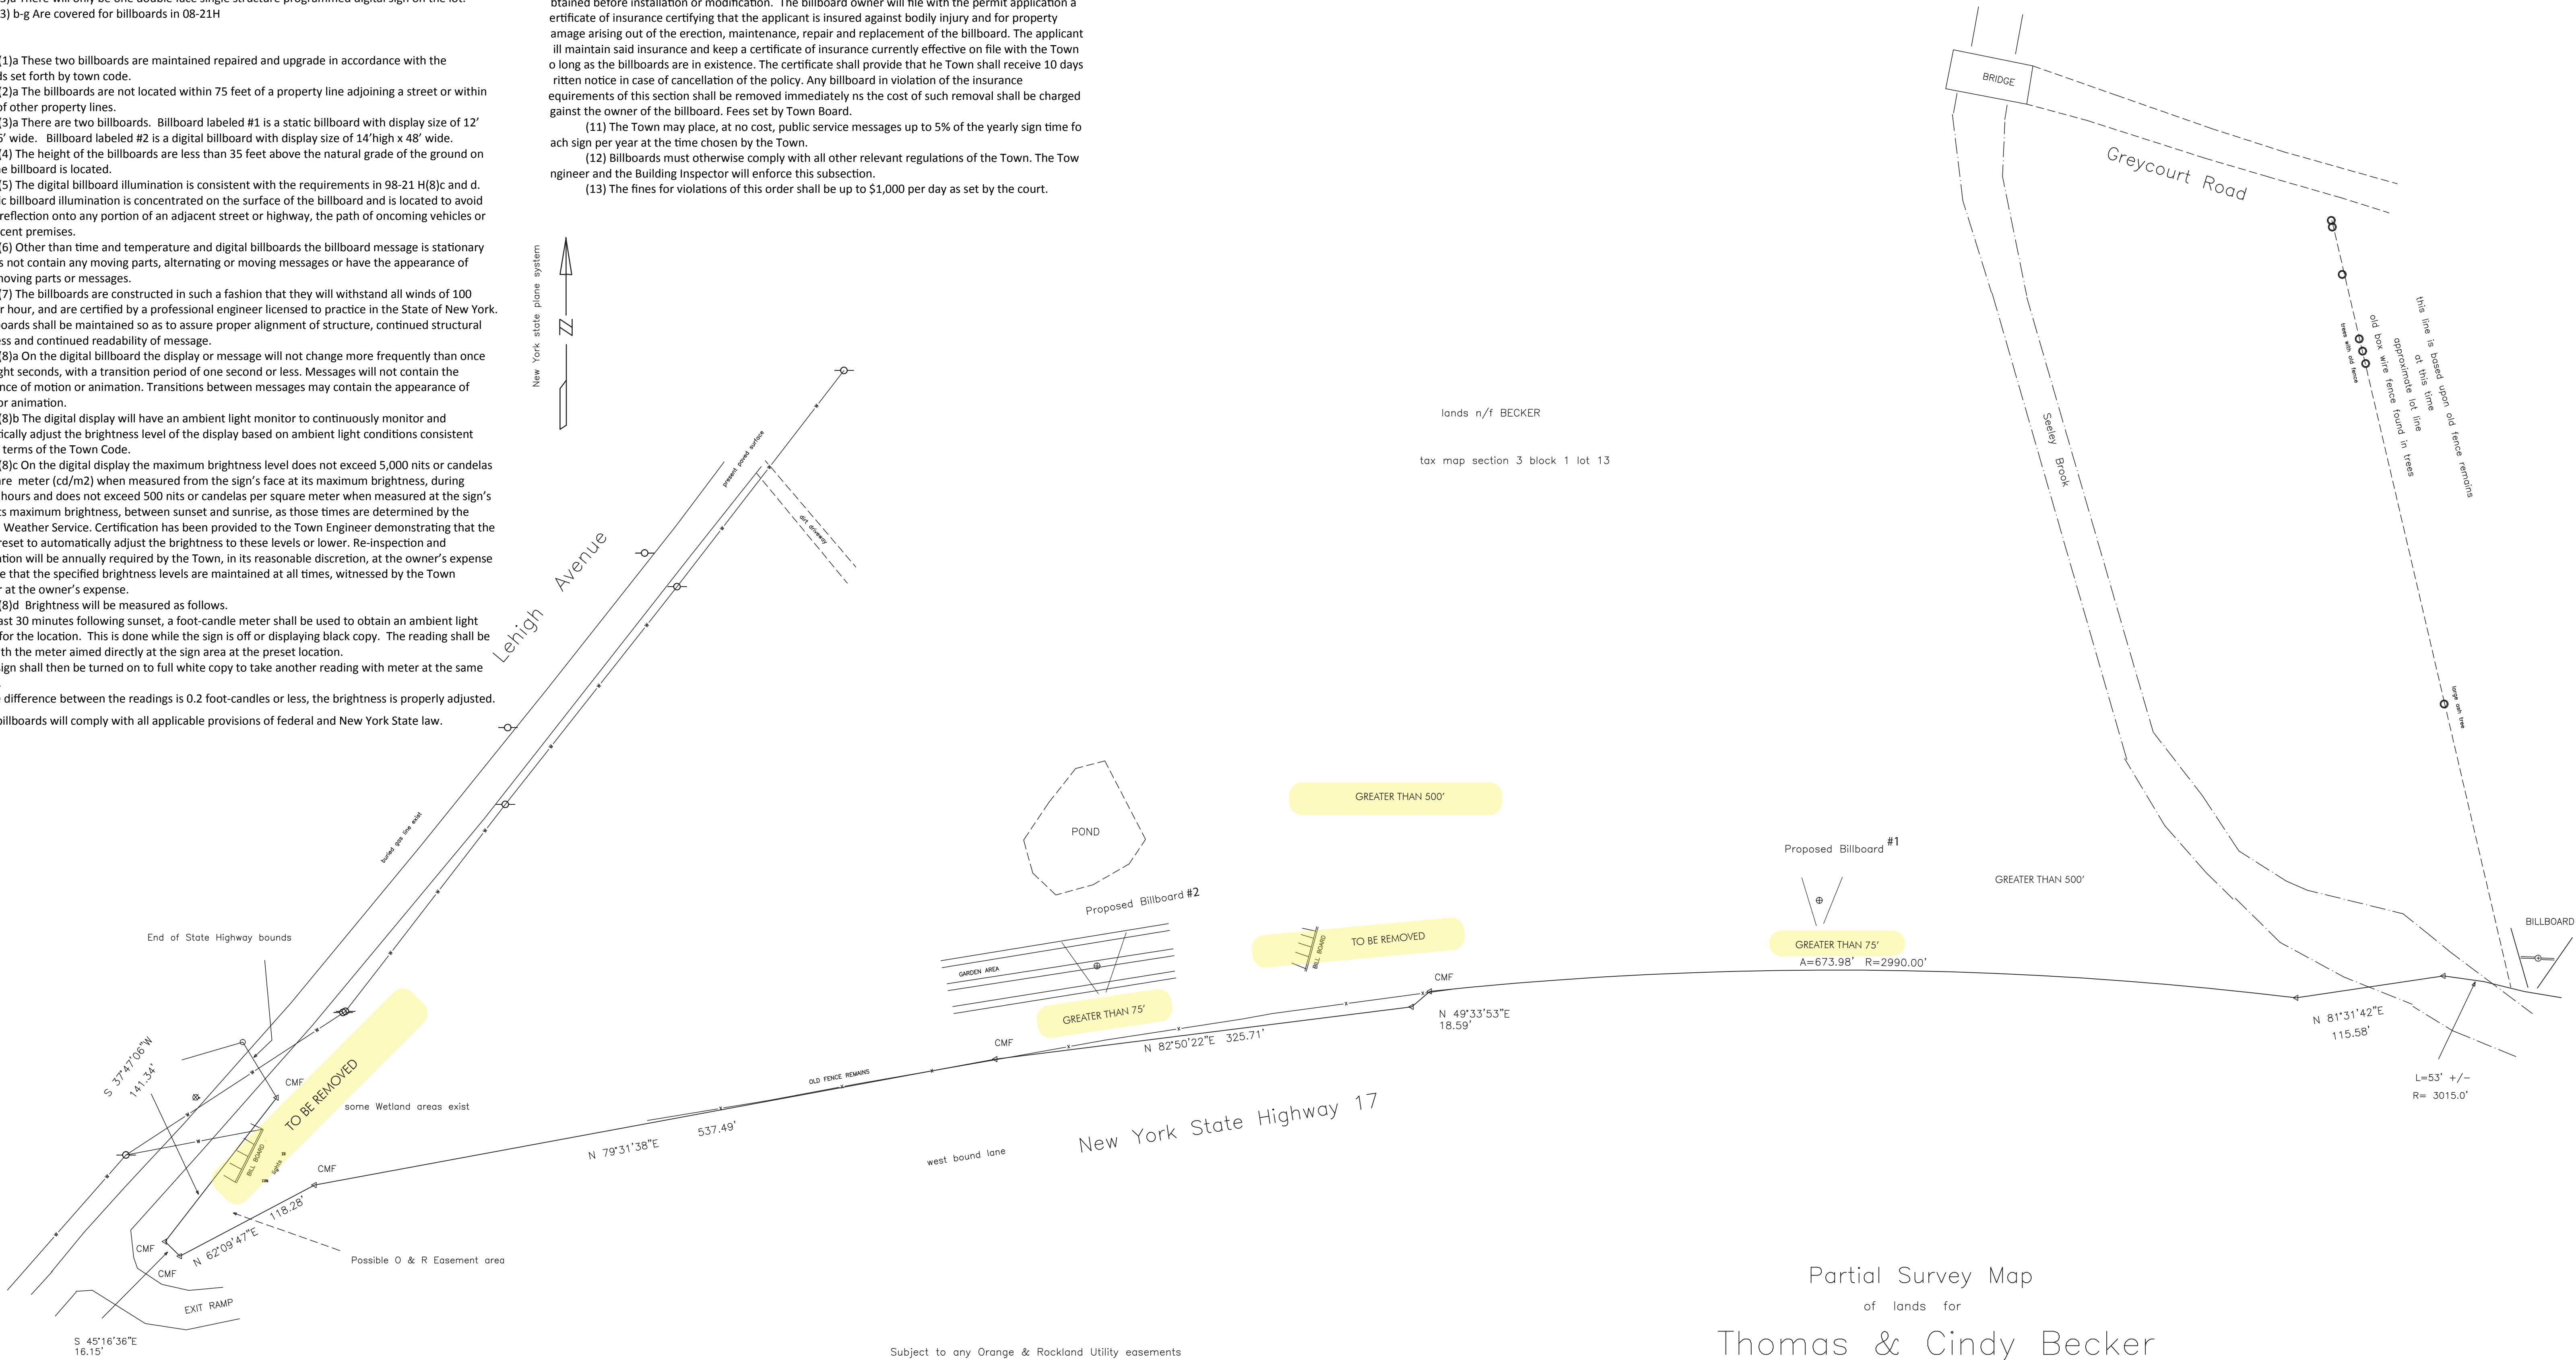 3) b-g Are covered for billboards in 08-21H
(1)a These two billboards are maintained repaired and upgrade in accordance with the
set forth by town code.
(2)a The billboards are not located within 75 feet of a property line adjoining a street or within
of other property lines.
(3)a There are two billboards. Billboard labeled #1 is a static billboard with display size of 12'
wide. Billboard labeled #2 is a digital billboard with display size of 14'high x 48' wide.
(4) The height of the billboards are less than 35 feet above the natural grade of the ground on
billboard is located.
(5) The digital billboard illumination is consistent with the requirements in 98-21 H(8)c and d.
billboard illumination is concentrated on the surface of the billboard and is located to avoid
reflection onto any portion of an adjacent street or highway, the path of oncoming vehicles or
cent premises.
(6) Other than time and temperature and digital billboards the billboard message is stationary
s not contain any moving parts, alternating or moving messages or have the appearance of
moving parts or messages.
(7) The billboards are constructed in such a fashion that they will withstand all winds of 100
r hour, and are certified by a professional engineer licensed to practice in the State of New York.
oards shall be maintained so as to assure proper alignment of structure, continued structural
ess and continued readability of message.
(8)a On the digital billboard the display or message will not change more frequently than once
ght seconds, with a transition period of one second or less. Messages will not contain the
nce of motion or animation. Transitions between messages may contain the appearance of
or animation.
(8)b The digital display will have an ambient light monitor to continuously monitor and
ically adjust the brightness level of the display based on ambient light conditions consistent
terms of the Town Code.
(8)c On the digital display the maximum brightness level does not exceed 5,000 nits or candelas
are meter (cd/m2) when measured from the sign's face at its maximum brightness, during
hours and does not exceed 500 nits or candelas per square meter when measured at the sign's
ts maximum brightness, between sunset and sunrise, as those times are determined by the
Weather Service. Certification has been provided to the Town Engineer demonstrating that the
reset to automatically adjust the brightness to these levels or lower. Re-inspection and
ation will be annually required by the Town, in its reasonable discretion, at the owner's expense
e that the specified brightness levels are maintained at all times, witnessed by the Town
r at the owner's expense.
(8)d Brightness will be measured as follows.
ast 30 minutes following sunset, a foot-candle meter shall be used to obtain an ambient light
for the location. This is done while the sign is off or displaying black copy. The reading shall be
th the meter aimed directly at the sign area at the preset location.
sign shall then be turned on to full white copy to take another reading with meter at the same
difference between the readings is 0.2 foot-candles or less, the brightness is properly adjusted.
billboards will comply with all applicable provisions of federal and New York State law.
btained before installation or modification. The billboard owner will file with the permit application a
ertificate of insurance certifying that the applicant is insured against bodily injury and for property
amage arising out of the erection, maintenance, repair and replacement of the billboard. The applicant
ill maintain said insurance and keep a certificate of insurance currently effective on file with the Town
o long as the billboards are in existence. The certificate shall provide that he Town shall receive 10 days
ritten notice in case of cancellation of the policy. Any billboard in violation of the insurance
equirements of this section shall be removed immediately ns the cost of such removal shall be charged
gainst the owner of the billboard. Fees set by Town Board.
(11) The Town may place, at no cost, public service messages up to 5% of the yearly sign time fo
ach sign per year at the time chosen by the Town.
(12) Billboards must otherwise comply with all other relevant regulations of the Town. The Tow
ngineer and the Building Inspector will enforce this subsection.
(13) The fines for violations of this order shall be up to $1,000 per day as set by the court.
New York state plane system
N
BRIDGE
Greycourt Road
Seeley Brook
trees with old fence
old box wire fence found in trees
approximate lot line
at this time
this line is based upon old fence remains
large ash tree
lands n/f BECKER
tax map section 3 block 1 lot 13
present paved surface
dirt driveway
Lehigh Avenue
buried gas line exist
POND
GREATER THAN 500'
Proposed Billboard #1
GREATER THAN 500'
Proposed Billboard #2
GARDEN AREA
GREATER THAN 75'
BILL BOARD
TO BE REMOVED
GREATER THAN 75'
A=673.98' R=2990.00'
BILLBOARD
CMF
N 49°33'53"E
18.59'
N 81°31'42"E
115.58'
L=53' +/-
R= 3015.0'
CMF
N 82°50'22"E 325.71'
OLD FENCE REMAINS
N 79°31'38"E 537.49'
west bound lane
New York State Highway 17
End of State Highway bounds
S 37°47'06"W
141.34'
CMF
TO BE REMOVED
BILL BOARD
lights
some Wetland areas exist
CMF
N 62°09'47"E 118.28'
Possible O & R Easement area
CMF
CMF
EXIT RAMP
S 45°16'36"E
16.15'
Subject to any Orange & Rockland Utility easements
Partial Survey Map
of lands for
Thomas & Cindy Becker